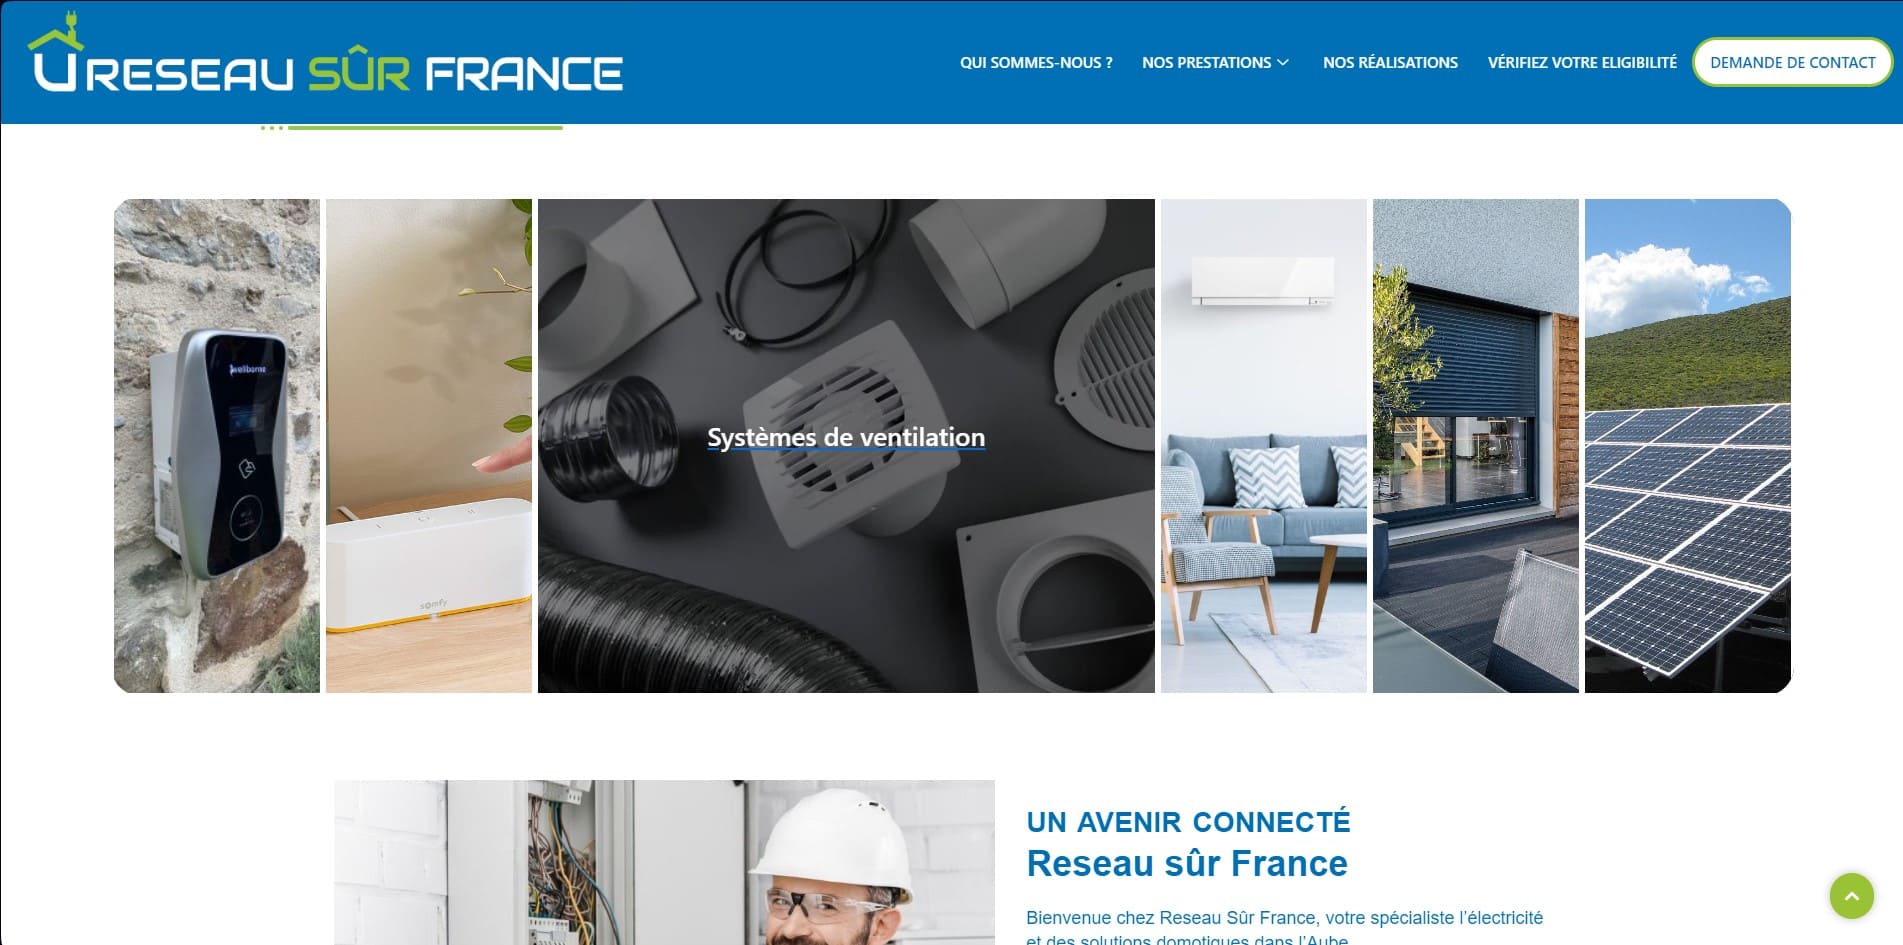 RESEAU SÛR FRANCE
QUI SOMMES-NOUS ?
NOS PRESTATIONS
NOS RÉALISATIONS
VÉRIFIEZ VOTRE ELIGIBILITÉ
DEMANDE DE CONTACT
Systèmes de ventilation
somfy
UN AVENIR CONNECTÉ
Reseau sûr France
Bienvenue chez Reseau Sûr France, votre spécialiste l’électricité
et des solutions domotiques dans l’Aube